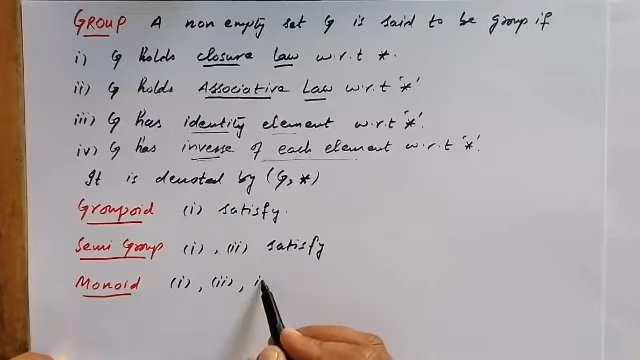 GROUP A non empty set G is said to be group if
i) G holds closure law w.r.t *.
ii) G holds Associative Law w.r.t '*'
iii) G has identity element w.r.t '*'.
iv) G has inverse of each element w.r.t '*'.
It is denoted by (G, *)
Groupoid (i) satisfy.
Semi Group (i), (ii) satisfy
Monoid (i), (ii), i